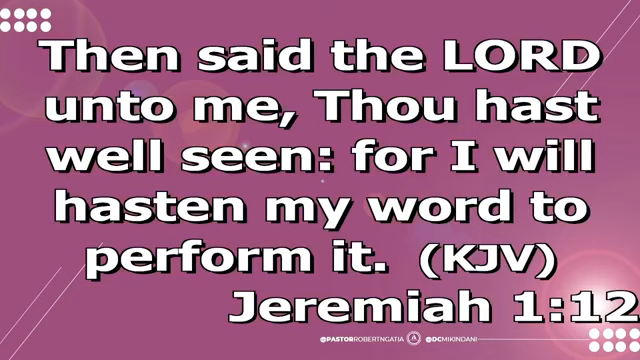 Then said the LORD
unto me, Thou hast
well seen: for I will
hasten my word to
perform it. (KJV)
Jeremiah 1:12
@PASTORROBERTNGATIA @DCMIKINDANI